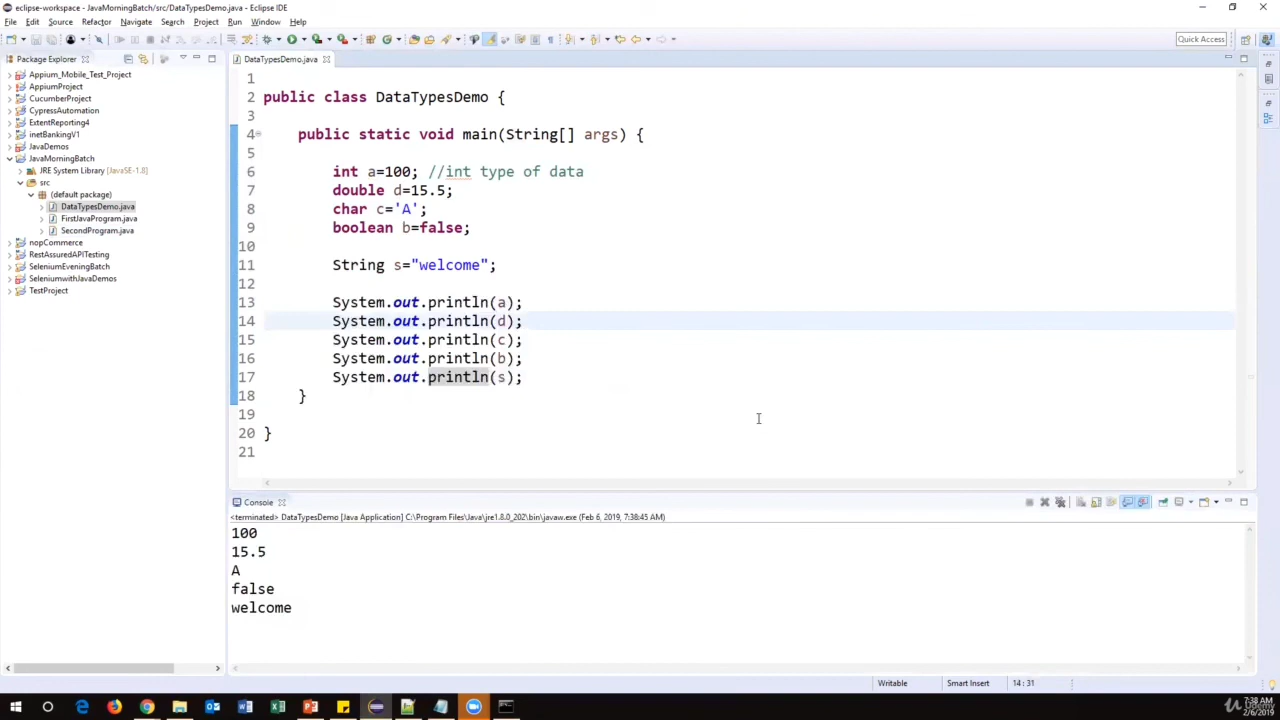 eclipse-workspace - JavaMorningBatch/src/DataTypesDemo.java - Eclipse IDE
File Edit Source Refactor Navigate Search Project Run Window Help
Quick Access
Package Explorer
Appium_Mobile_Test_Project
AppiumProject
CucumberProject
CypressAutomation
ExtentReporting4
inetBankingV1
JavaDemos
JavaMorningBatch
JRE System Library [JavaSE-1.8]
src
(default package)
DataTypesDemo.java
FirstJavaProgram.java
SecondProgram.java
nopCommerce
RestAssuredAPITesting
SeleniumEveningBatch
SeleniumwithJavaDemos
TestProject
DataTypesDemo.java
1
2 public class DataTypesDemo {
3
4 public static void main(String[] args) {
5
6 int a=100; //int type of data
7 double d=15.5;
8 char c='A';
9 boolean b=false;
10
11 String s="welcome";
12
13 System.out.println(a);
14 System.out.println(d);
15 System.out.println(c);
16 System.out.println(b);
17 System.out.println(s);
18 }
19
20 }
21
Console
<terminated> DataTypesDemo [Java Application] C:\Program Files\Java\jre1.8.0_202\bin\javaw.exe (Feb 6, 2019, 7:38:45 AM)
100
15.5
A
false
welcome
Writable Smart Insert 14 : 31
7:38 AM
2/6/2019
Udemy